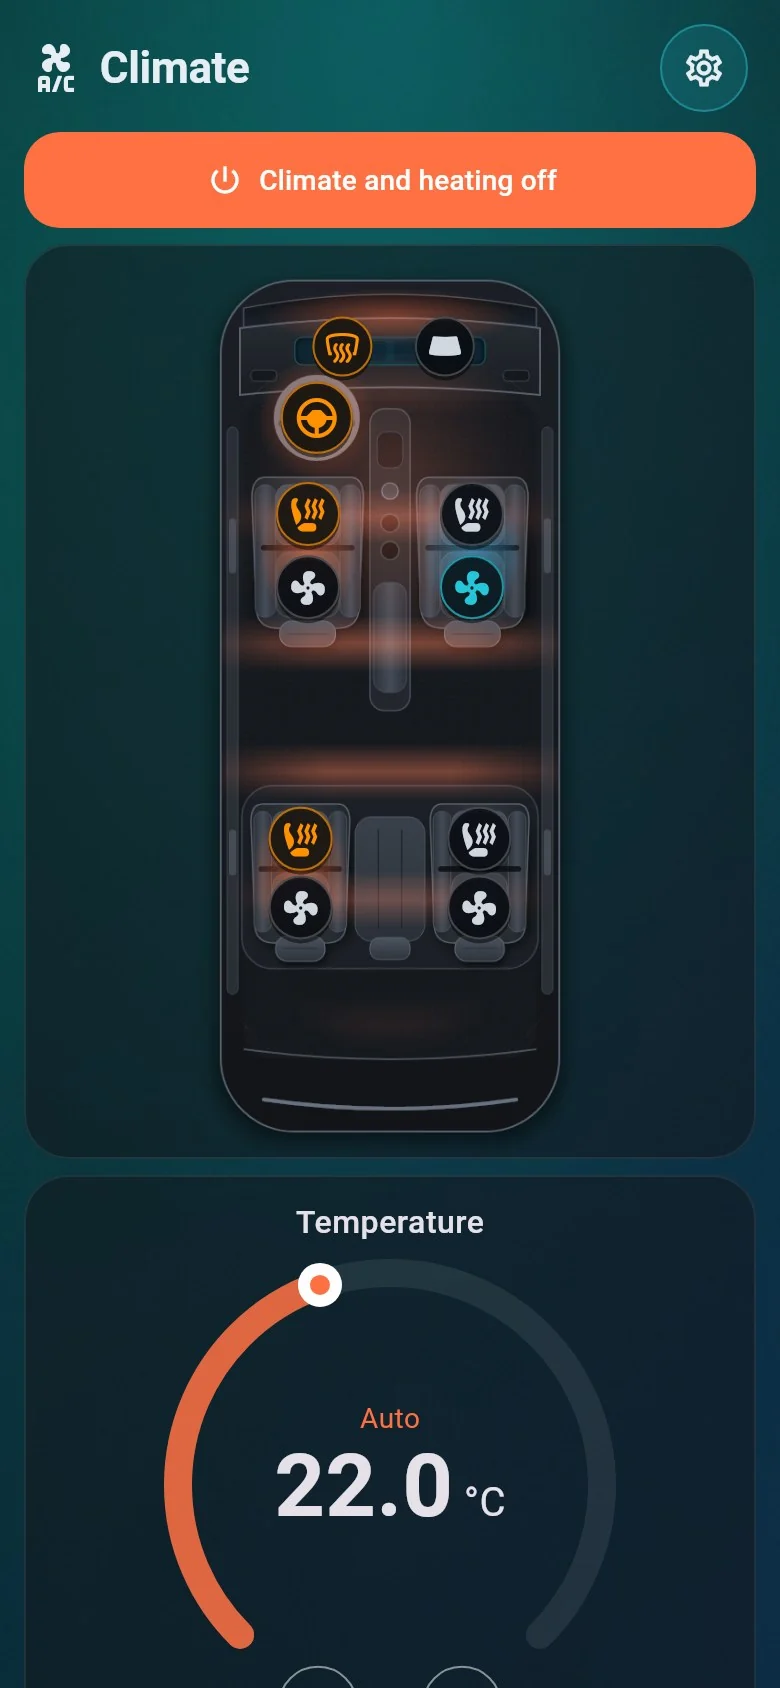 A/C
Climate
Climate and heating off
Temperature
Auto
22.0 °C